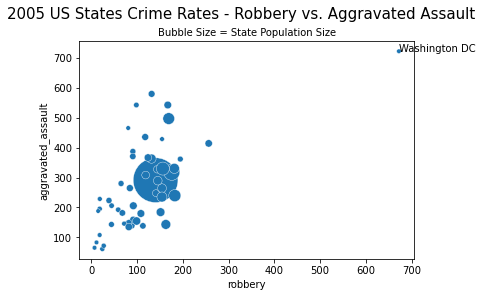 2005 US States Crime Rates - Robbery vs. Aggravated Assault
Bubble Size = State Population Size
Washington DC
aggravated_assault
700
600
500
400
300
200
100
0 100 200 300 400 500 600 700
robbery